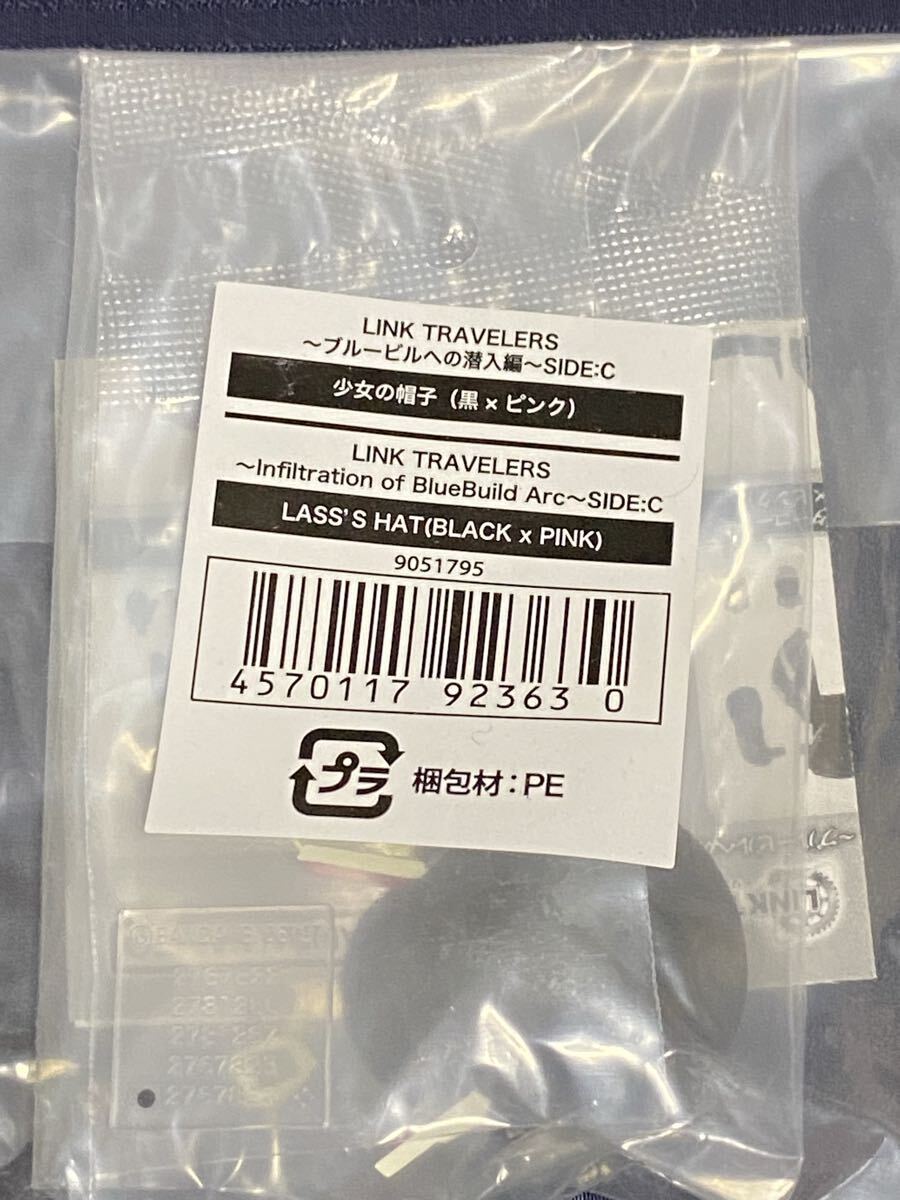 LINK TRAVELERS
～ブルービルへの潜入編～SIDE:C
少女の帽子（黒×ピンク）
LINK TRAVELERS
～Infiltration of BlueBuild Arc～SIDE:C
LASS'S HAT(BLACK x PINK)
9051795
4570117 92363 0
プラ 梱包材：PE
LINK